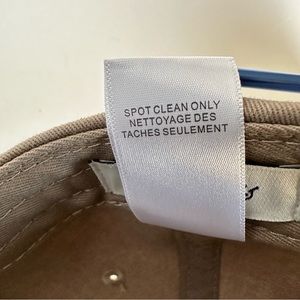 SPOT CLEAN ONLY
NETTOYAGE DES
TACHES SEULEMENT